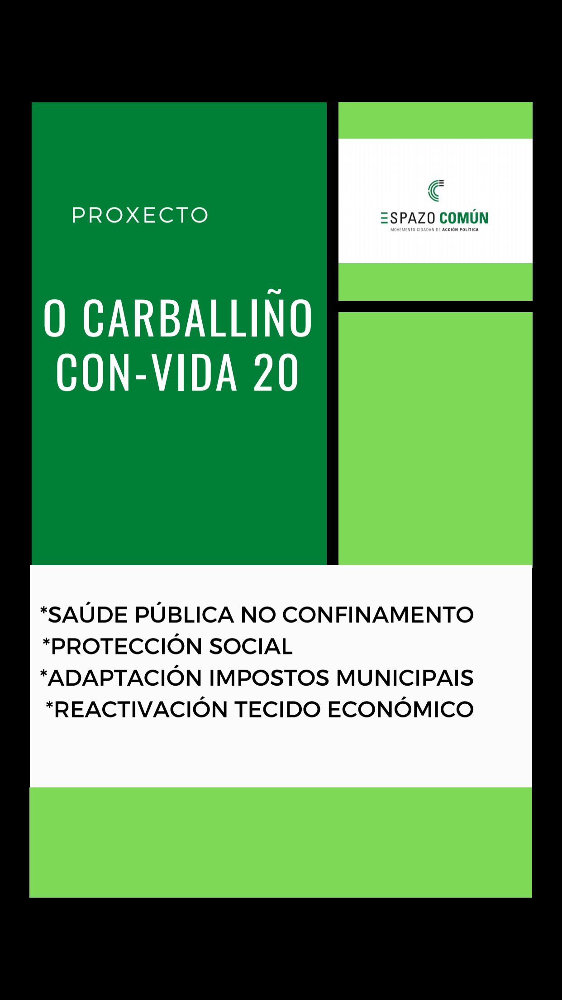 PROXECTO
O CARBALLIÑO
CON-VIDA 20
ESPAZO COMÚN
MOVEMENTO CIDADÁN DE ACCIÓN POLÍTICA
*SAÚDE PÚBLICA NO CONFINAMENTO
*PROTECCIÓN SOCIAL
*ADAPTACIÓN IMPOSTOS MUNICIPAIS
*REACTIVACIÓN TECIDO ECONÓMICO